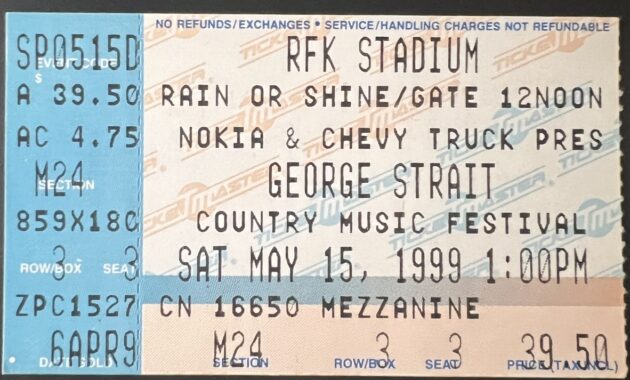 NO REFUNDS/EXCHANGES • SERVICE/HANDLING CHARGES NOT REFUNDABLE
SP0515D RFK STADIUM
EVENT CODE
$
A 39.50 RAIN OR SHINE/GATE 12NOON
AC 4.75 NOKIA & CHEVY TRUCK PRES
M24 GEORGE STRAIT
SECTION
859X180 COUNTRY MUSIC FESTIVAL
3 3 SAT MAY 15, 1999 1:00PM
ROW/BOX SEAT
ZPC1527 CN 16650 MEZZANINE
6APR9 M24 3 3 39.50
• DATE SOLD SECTION ROW/BOX SEAT PRICE (TAX INCL)
TICKETMASTER